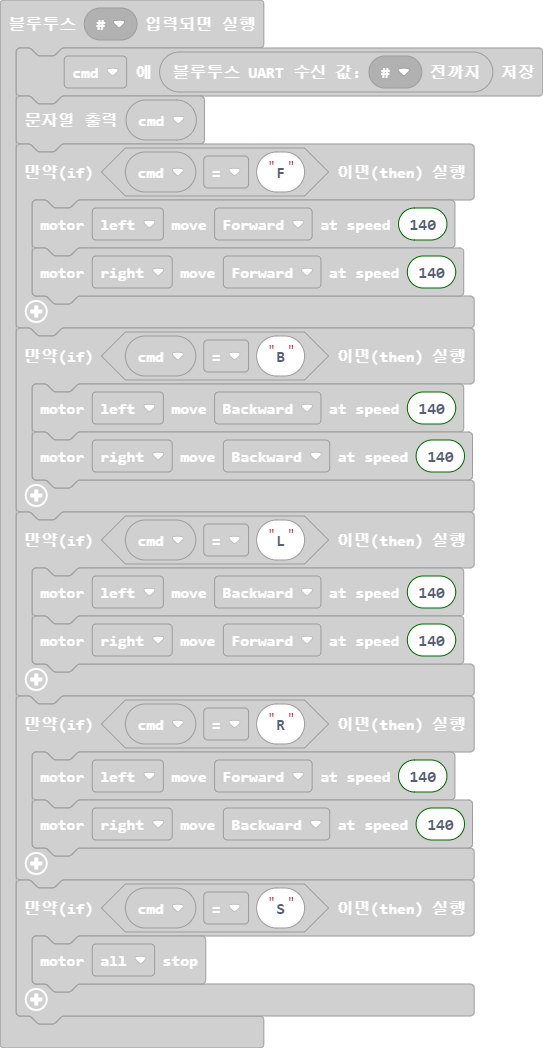 블루투스 # 입력되면 실행
cmd 에 블루투스 UART 수신 값: # 전까지 저장
문자열 출력 cmd
만약(if) cmd = "F" 이면(then) 실행
motor left move Forward at speed 140
motor right move Forward at speed 140
만약(if) cmd = "B" 이면(then) 실행
motor left move Backward at speed 140
motor right move Backward at speed 140
만약(if) cmd = "L" 이면(then) 실행
motor left move Backward at speed 140
motor right move Forward at speed 140
만약(if) cmd = "R" 이면(then) 실행
motor left move Forward at speed 140
motor right move Backward at speed 140
만약(if) cmd = "S" 이면(then) 실행
motor all stop